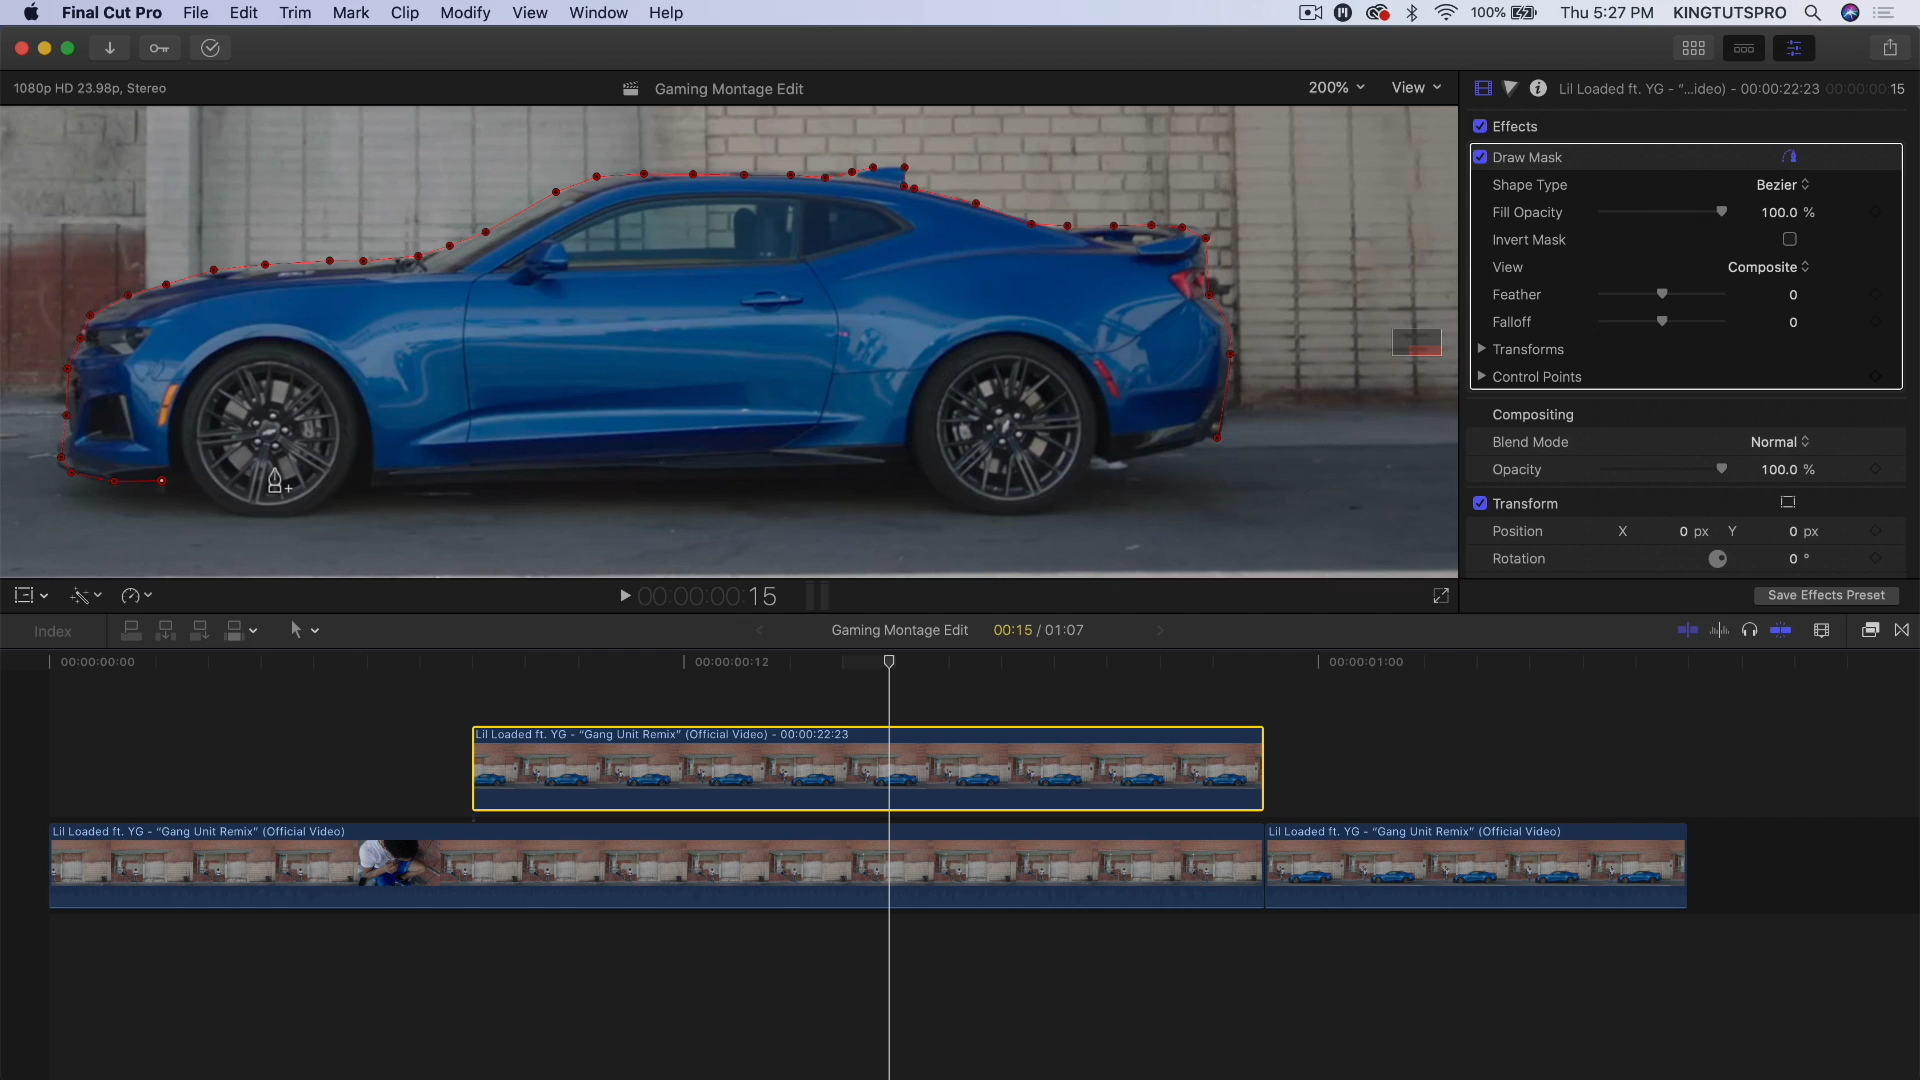 Final Cut Pro File Edit Trim Mark Clip Modify View Window Help 100% Thu 5:27 PM KINGTUTSPRO
1080p HD 23.98p, Stereo
Gaming Montage Edit
200% View
Lil Loaded ft. YG - “...ideo) - 00:00:22:23 00:00:00:15
Effects
Draw Mask
Shape Type Bezier
Fill Opacity 100.0 %
Invert Mask
View Composite
Feather 0
Falloff 0
Transforms
Control Points
Compositing
Blend Mode Normal
Opacity 100.0 %
Transform
Position X 0 px Y 0 px
Rotation 0 °
00:00:00:15
Save Effects Preset
Index
Gaming Montage Edit 00:15 / 01:07
00:00:00:00 00:00:00:12 00:00:01:00
Lil Loaded ft. YG - “Gang Unit Remix” (Official Video) - 00:00:22:23
Lil Loaded ft. YG - “Gang Unit Remix” (Official Video)
Lil Loaded ft. YG - “Gang Unit Remix” (Official Video)